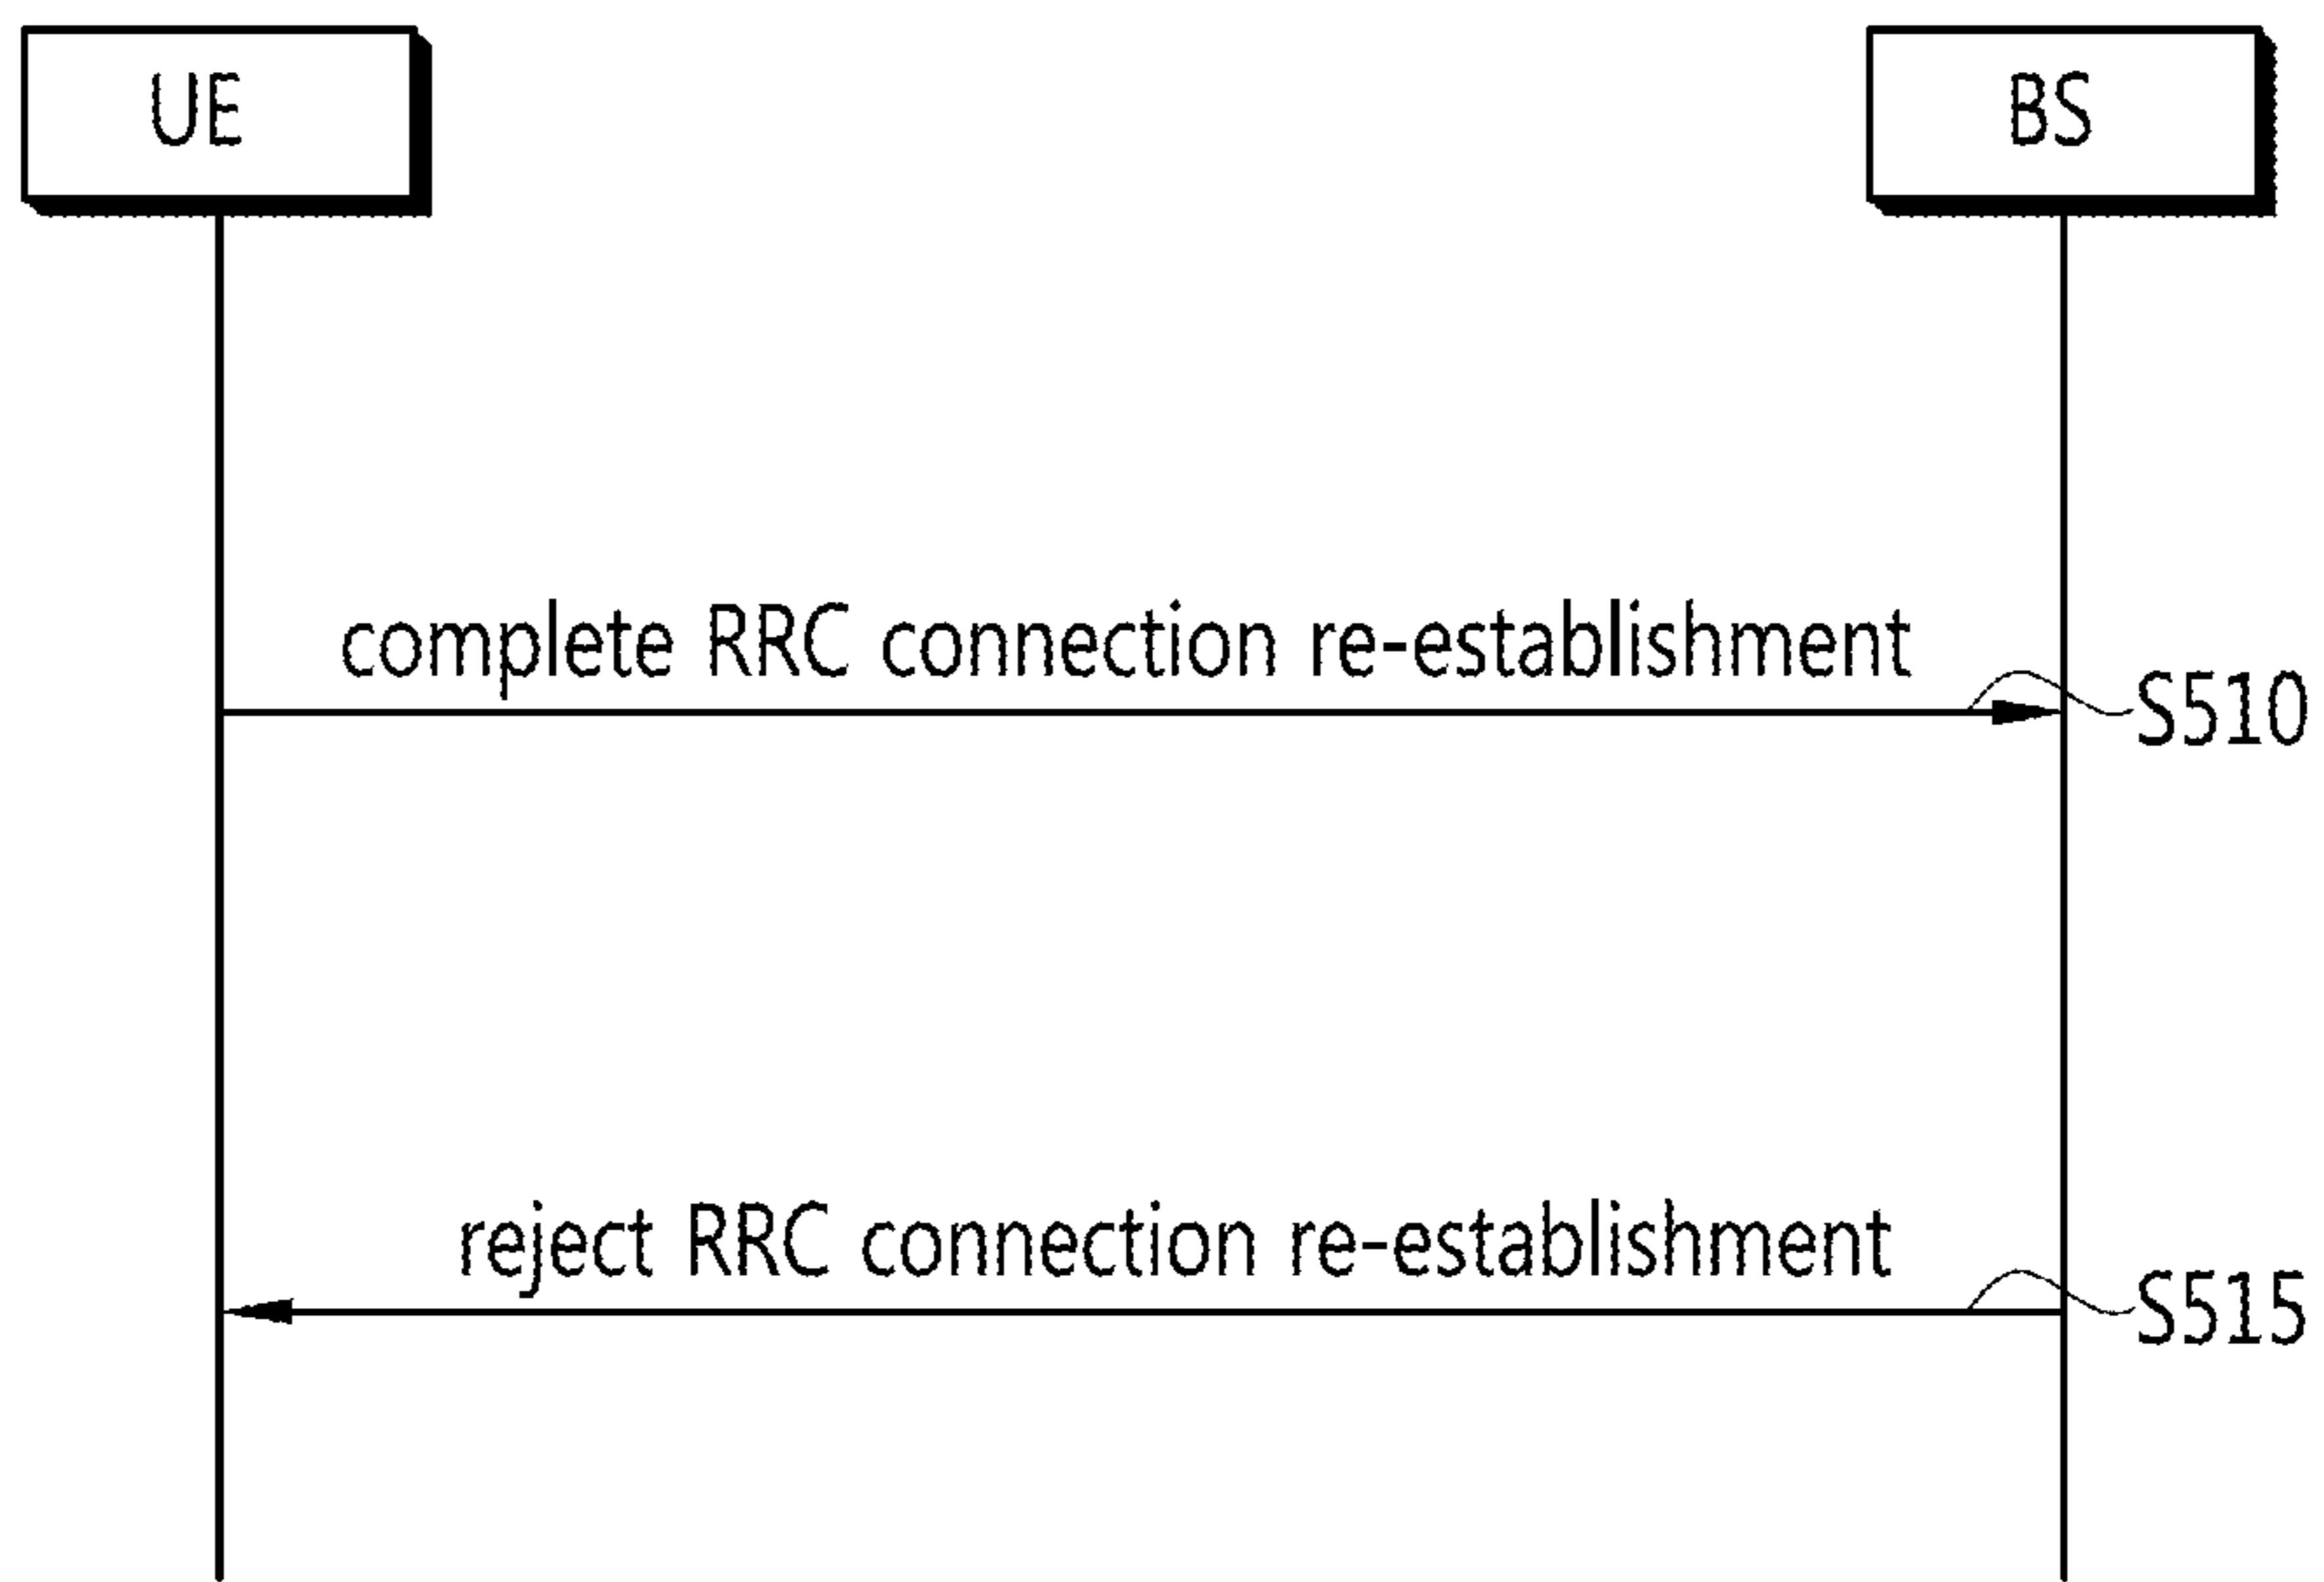 UE
BS
complete RRC connection re-establishment
S510
reject RRC connection re-establishment
S515